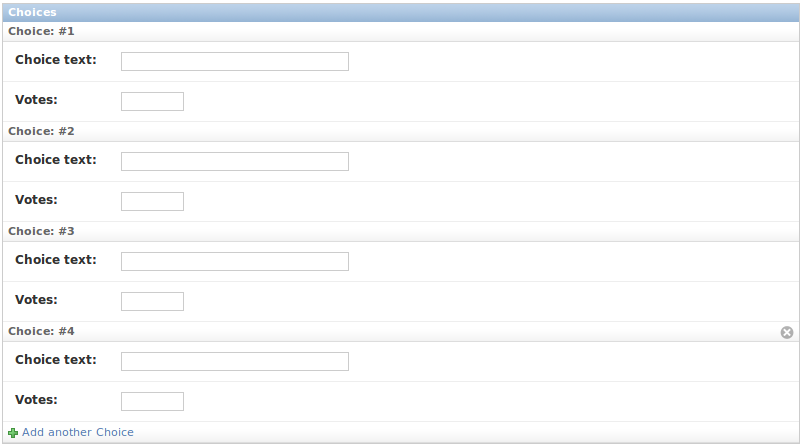 Choices
Choice: #1
Choice text:
Votes:
Choice: #2
Choice text:
Votes:
Choice: #3
Choice text:
Votes:
Choice: #4
Choice text:
Votes:
Add another Choice